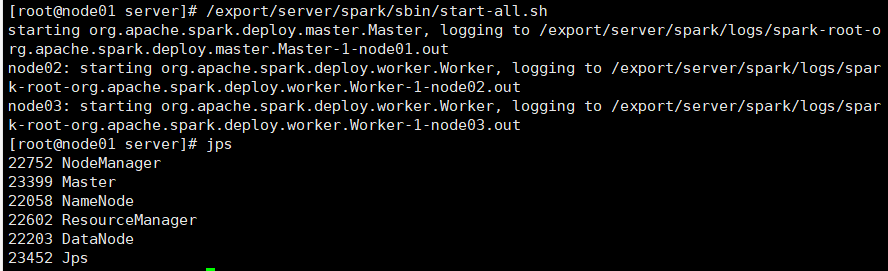 [root@node01 server]# /export/server/spark/sbin/start-all.sh
starting org.apache.spark.deploy.master.Master, logging to /export/server/spark/logs/spark-root-o
rg.apache.spark.deploy.master.Master-1-node01.out
node02: starting org.apache.spark.deploy.worker.Worker, logging to /export/server/spark/logs/spar
k-root-org.apache.spark.deploy.worker.Worker-1-node02.out
node03: starting org.apache.spark.deploy.worker.Worker, logging to /export/server/spark/logs/spar
k-root-org.apache.spark.deploy.worker.Worker-1-node03.out
[root@node01 server]# jps
22752 NodeManager
23399 Master
22058 NameNode
22602 ResourceManager
22203 DataNode
23452 Jps